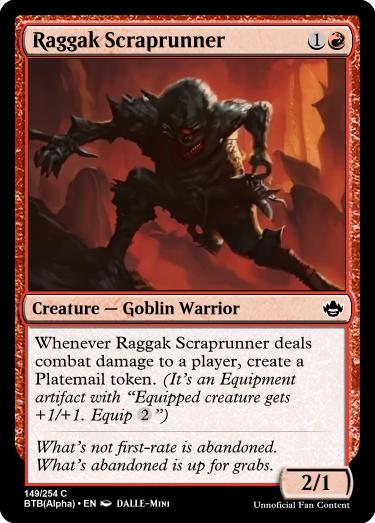 Raggak Scraprunner 1
Creature — Goblin Warrior
Whenever Raggak Scraprunner deals
combat damage to a player, create a
Platemail token. (It's an Equipment
artifact with “Equipped creature gets
+1/+1. Equip 2”)
What's not first-rate is abandoned.
What's abandoned is up for grabs.
2/1
149/254 C
BTB(Alpha) • EN DALLE-Mini
Unofficial Fan Content